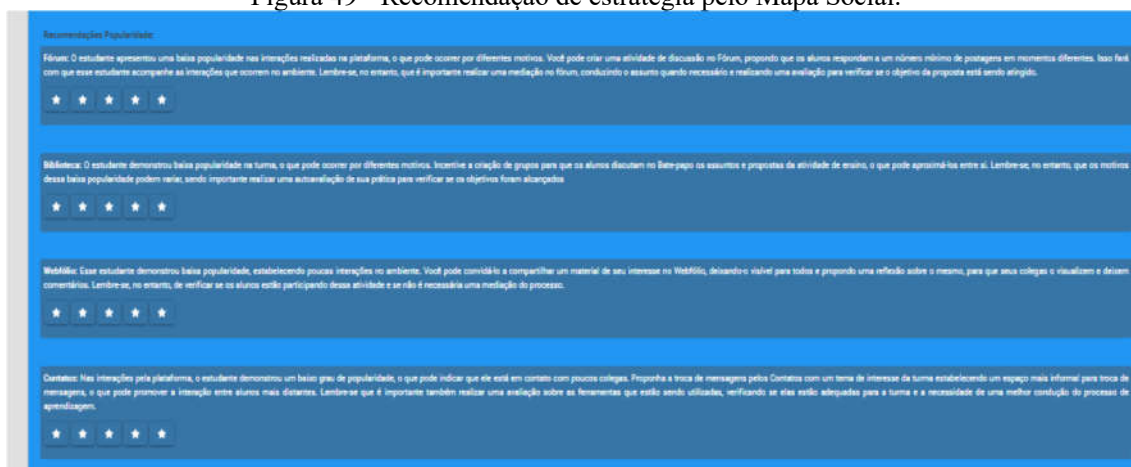 Figura 49 - Recomendação de estratégia pelo Mapa Social.
Recomendações Popularidade:
Fórum: O estudante apresentou uma baixa popularidade nas interações realizadas na plataforma, o que pode ocorrer por diferentes motivos. Você pode criar uma atividade de discussão no Fórum, propondo que os alunos respondam a um número mínimo de postagens em momentos diferentes. Isso fará
com que esse estudante acompanhe as interações que ocorrem no ambiente. Lembre-se, no entanto, que é importante realizar uma mediação no fórum, conduzindo o assunto quando necessário e realizando uma avaliação para verificar se o objetivo da proposta está sendo atingido.
Biblioteca: O estudante demonstrou baixa popularidade na turma, o que pode ocorrer por diferentes motivos. Incentive a criação de grupos para que os alunos discutam no Bate-papo os assuntos e propostas da atividade de ensino, o que pode aproximá-los entre si. Lembre-se, no entanto, que os motivos
dessa baixa popularidade podem variar, sendo importante realizar uma autoavaliação de sua prática para verificar se os objetivos foram alcançados
Webfólio: Esse estudante demonstrou baixa popularidade, estabelecendo poucas interações no ambiente. Você pode convidá-lo a compartilhar um material de seu interesse no Webfólio, deixando-o visível para todos e propondo uma reflexão sobre o mesmo, para que seus colegas o visualizem e deixem
comentários. Lembre-se, no entanto, de verificar se os alunos estão participando dessa atividade e se não é necessária uma mediação do processo.
Contatos: Nas interações pela plataforma, o estudante demonstrou um baixo grau de popularidade, o que pode indicar que ele está em contato com poucos colegas. Proponha a troca de mensagens pelos Contatos com um tema de interesse da turma estabelecendo um espaço mais informal para troca de
mensagens, o que pode promover a interação entre alunos mais distantes. Lembre-se que é importante também realizar uma avaliação sobre as ferramentas que estão sendo utilizadas, verificando se elas estão adequadas para a turma e a necessidade de uma melhor condução do processo de
aprendizagem.